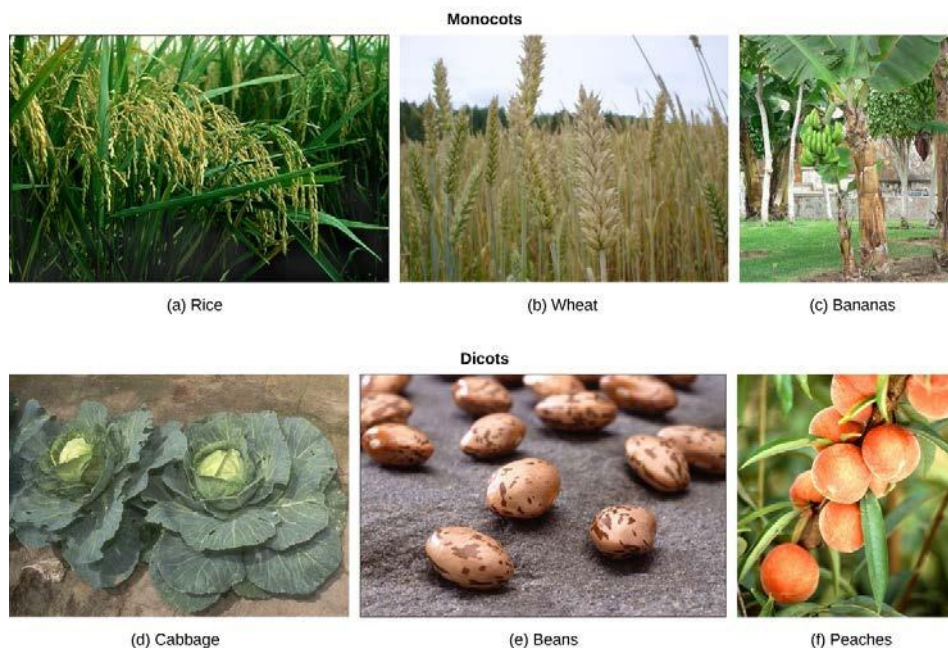 Monocots
(a) Rice
(b) Wheat
(c) Bananas
Dicots
(d) Cabbage
(e) Beans
(f) Peaches